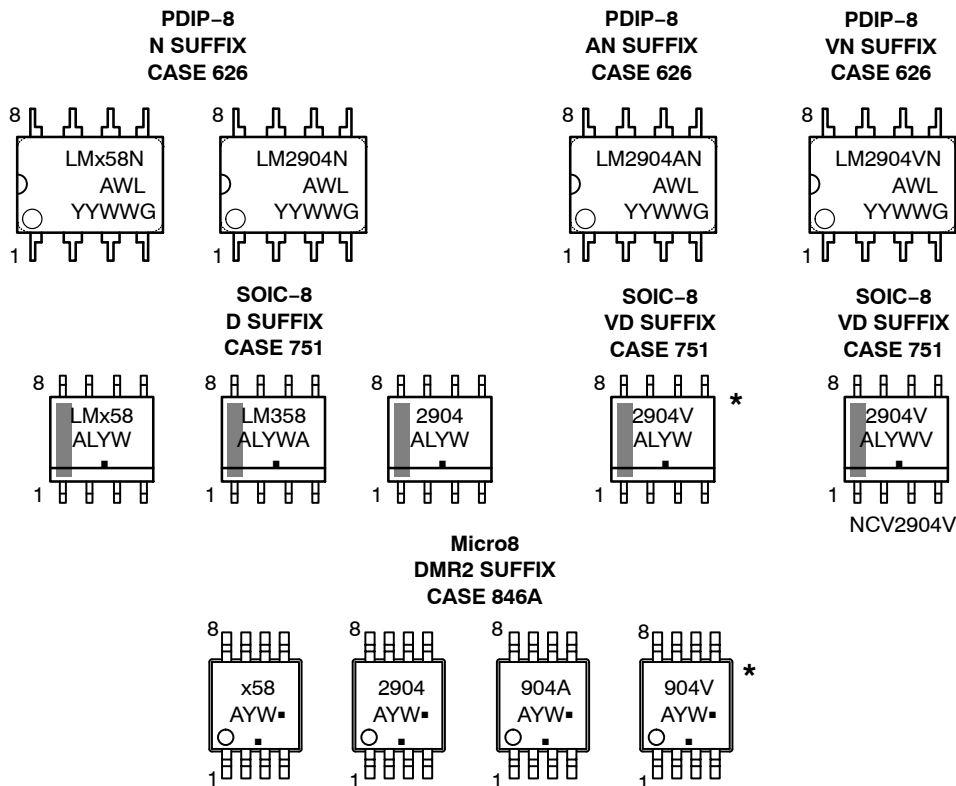 PDIP−8
N SUFFIX
CASE 626
PDIP−8
AN SUFFIX
CASE 626
PDIP−8
VN SUFFIX
CASE 626
8
LMx58N
AWL
YYWWG
1
LM2904N
AWL
YYWWG
8
LM2904AN
AWL
YYWWG
1
8
LM2904VN
AWL
YYWWG
1
SOIC−8
D SUFFIX
CASE 751
SOIC−8
VD SUFFIX
CASE 751
SOIC−8
VD SUFFIX
CASE 751
8
LMx58
ALYW
1
8
LM358
ALYWA
1
8
2904
ALYW
1
8
2904V
ALYW
1
*
8
2904V
ALYWV
1
NCV2904V
Micro8
DMR2 SUFFIX
CASE 846A
8
x58
AYW▪
1
8
2904
AYW▪
1
8
904A
AYW▪
1
8
904V
AYW▪
1
*